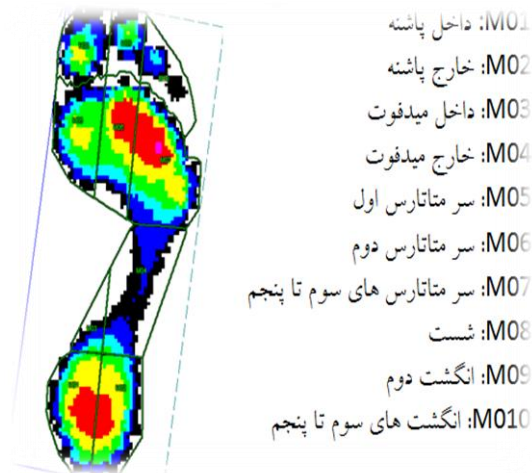 M01: داخل پاشنه
M02: خارج پاشنه
M03: داخل میدفوت
M04: خارج میدفوت
M05: سر متاتارس اول
M06: سر متاتارس دوم
M07: سر متاتارس های سوم تا پنجم
M08: شست
M09: انگشت دوم
M010: انگشت های سوم تا پنجم